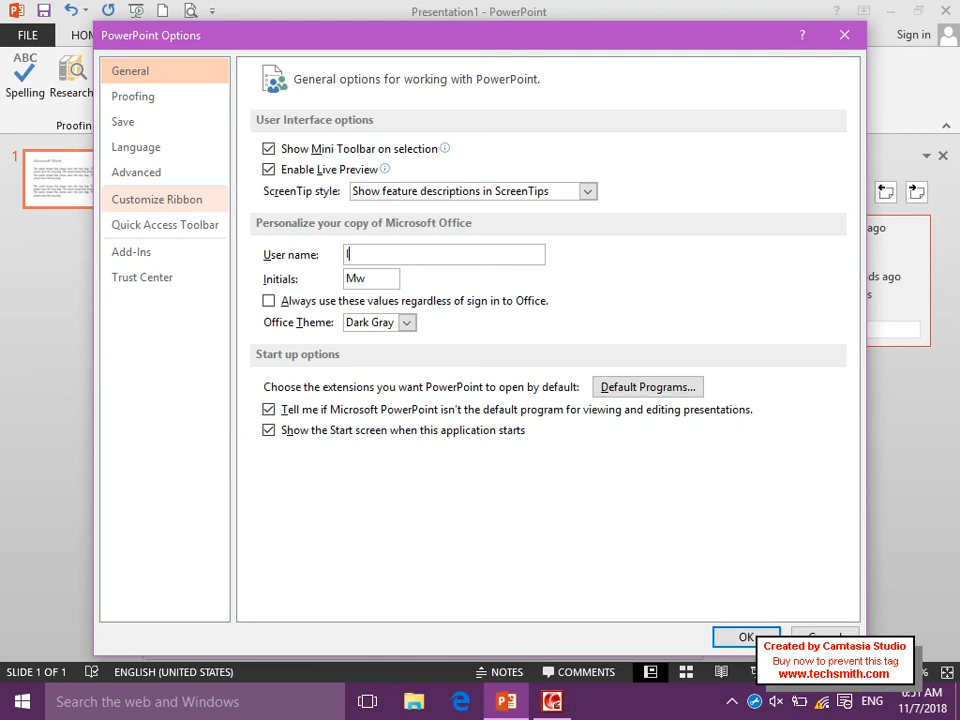 Presentation1 - PowerPoint
FILE
Sign in
PowerPoint Options
ABC
Spelling
General
Proofing
Save
Language
Advanced
Customize Ribbon
Quick Access Toolbar
Add-Ins
Trust Center
General options for working with PowerPoint.
User Interface options
Show Mini Toolbar on selection
Enable Live Preview
ScreenTip style: Show feature descriptions in ScreenTips
Personalize your copy of Microsoft Office
User name:
Initials: Mw
Always use these values regardless of sign in to Office.
Office Theme: Dark Gray
Start up options
Choose the extensions you want PowerPoint to open by default: Default Programs...
Tell me if Microsoft PowerPoint isn't the default program for viewing and editing presentations.
Show the Start screen when this application starts
OK
1
ago
ago
Created by Camtasia Studio
Buy now to prevent this tag
www.techsmith.com
SLIDE 1 OF 1 ENGLISH (UNITED STATES) NOTES COMMENTS
Search the web and Windows
ENG
6:51 AM
11/7/2018